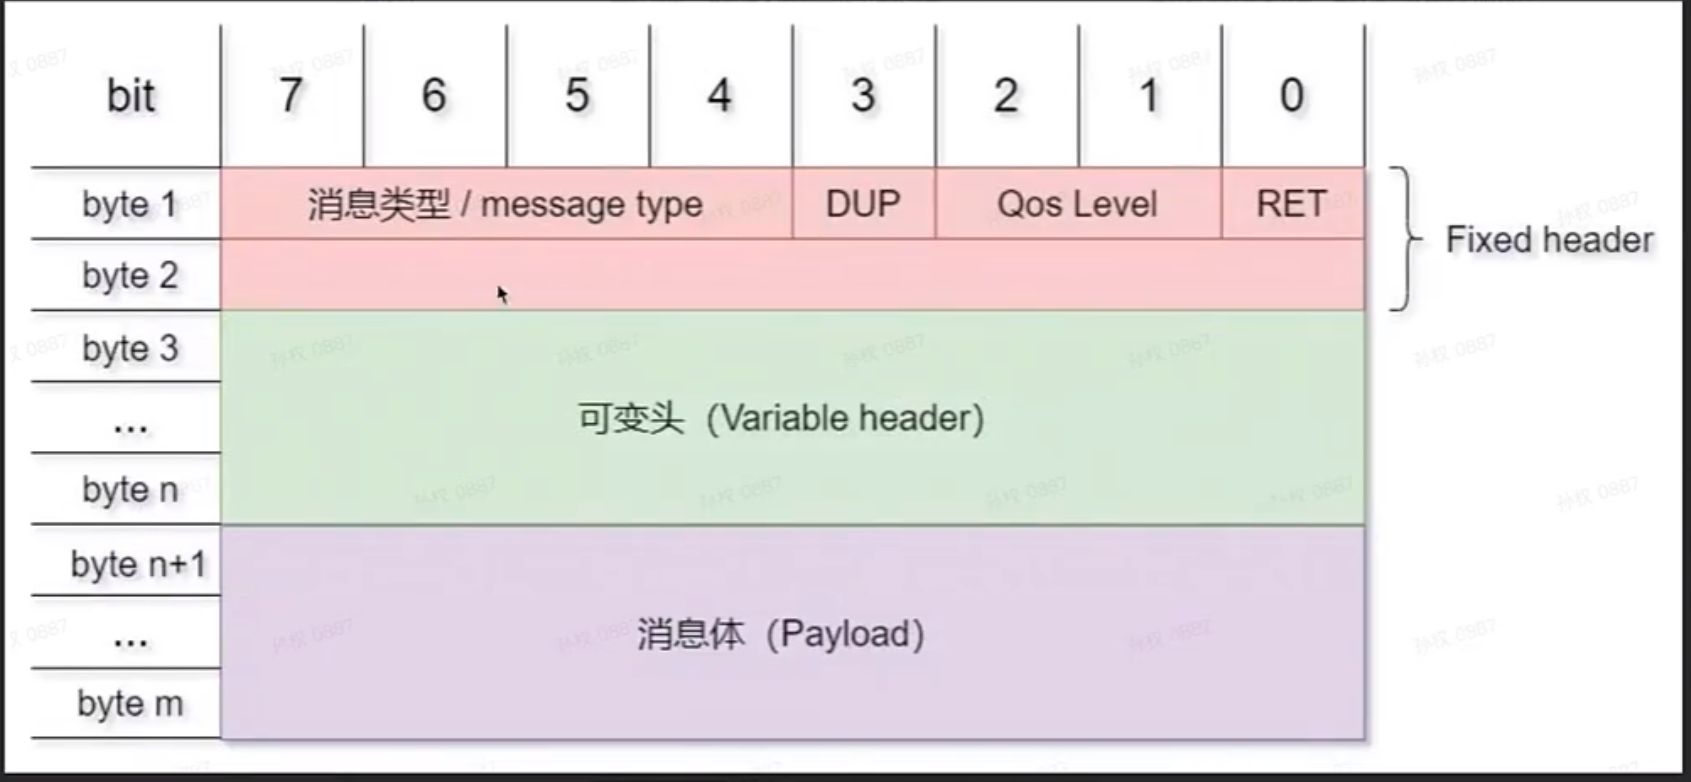 bit 7 6 5 4 3 2 1 0
byte 1 消息类型 / message type DUP Qos Level RET
Fixed header
byte 2
byte 3
... 可变头（Variable header）
byte n
byte n+1
... 消息体（Payload）
byte m